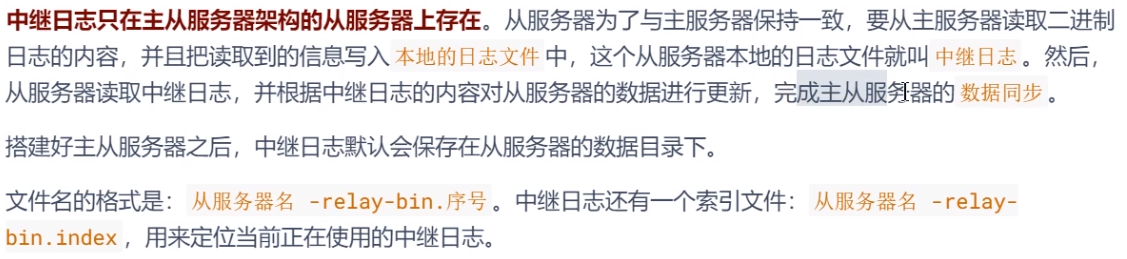 中继日志只在主从服务器架构的从服务器上存在。从服务器为了与主服务器保持一致，要从主服务器读取二进制
日志的内容，并且把读取到的信息写入 本地的日志文件 中，这个从服务器本地的日志文件就叫 中继日志 。然后，
从服务器读取中继日志，并根据中继日志的内容对从服务器的数据进行更新，完成主从服务器的 数据同步 。
搭建好主从服务器之后，中继日志默认会保存在从服务器的数据目录下。
文件名的格式是： 从服务器名 -relay-bin.序号 。中继日志还有一个索引文件： 从服务器名 -relay-
bin.index ，用来定位当前正在使用的中继日志。